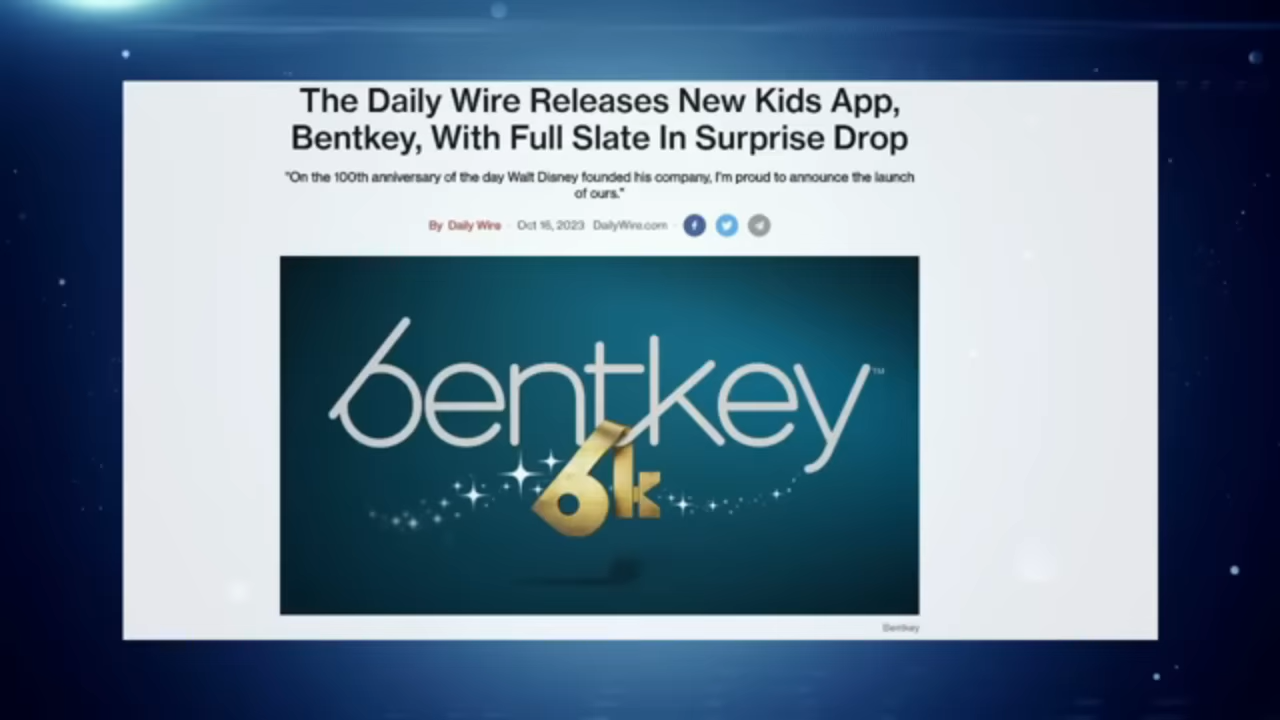 The Daily Wire Releases New Kids App,
Bentkey, With Full Slate In Surprise Drop
"On the 100th anniversary of the day Walt Disney founded his company, I'm proud to announce the launch
of ours."
By Daily Wire · Oct 16, 2023 DailyWire.com ·
bentkey™
bk
Bentkey